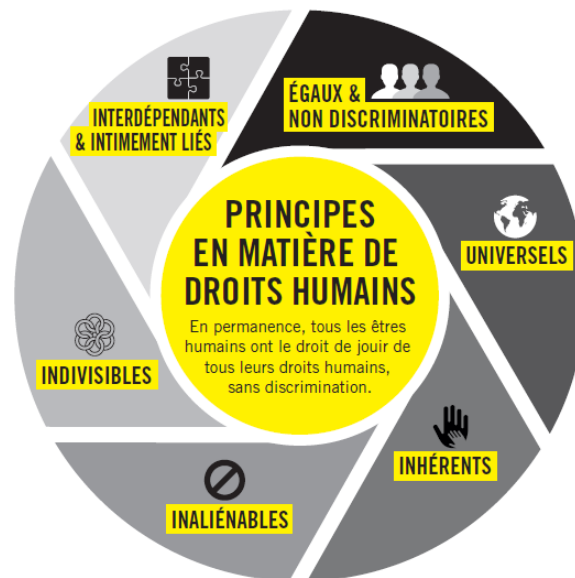 PRINCIPES
EN MATIÈRE DE
DROITS HUMAINS
En permanence, tous les êtres
humains ont le droit de jouir de
tous leurs droits humains,
sans discrimination.
ÉGAUX &
NON DISCRIMINATOIRES
UNIVERSELS
INHÉRENTS
INALIÉNABLES
INDIVISIBLES
INTERDÉPENDANTS
& INTIMEMENT LIÉS